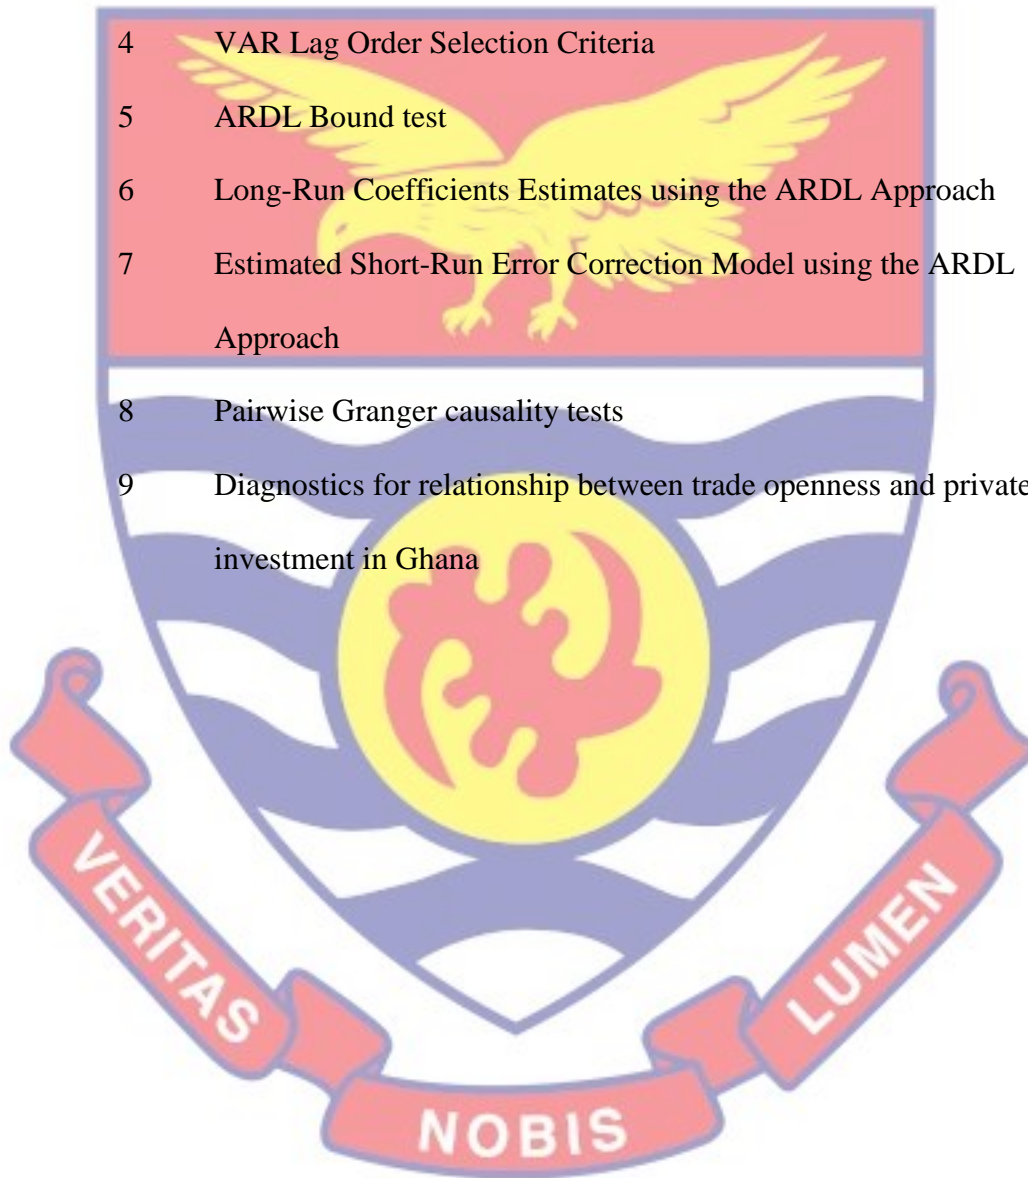 4 VAR Lag Order Selection Criteria
5 ARDL Bound test
6 Long-Run Coefficients Estimates using the ARDL Approach
7 Estimated Short-Run Error Correction Model using the ARDL
Approach
8 Pairwise Granger causality tests
9 Diagnostics for relationship between trade openness and private
investment in Ghana
VERITAS
NOBIS
LUMEN